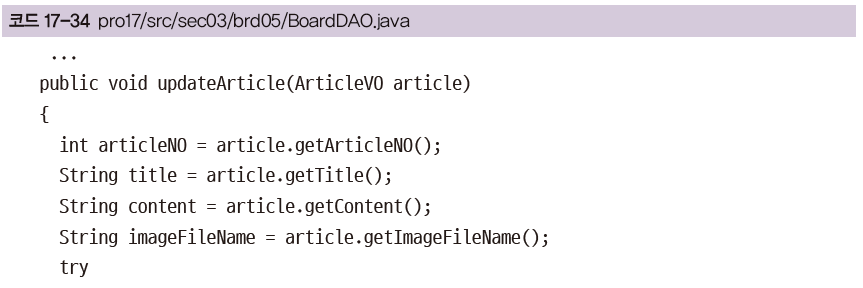 코드 17-34 pro17/src/sec03/brd05/BoardDAO.java
...
public void updateArticle(ArticleVO article)
{
int articleNO = article.getArticleNO();
String title = article.getTitle();
String content = article.getContent();
String imageFileName = article.getImageFileName();
try